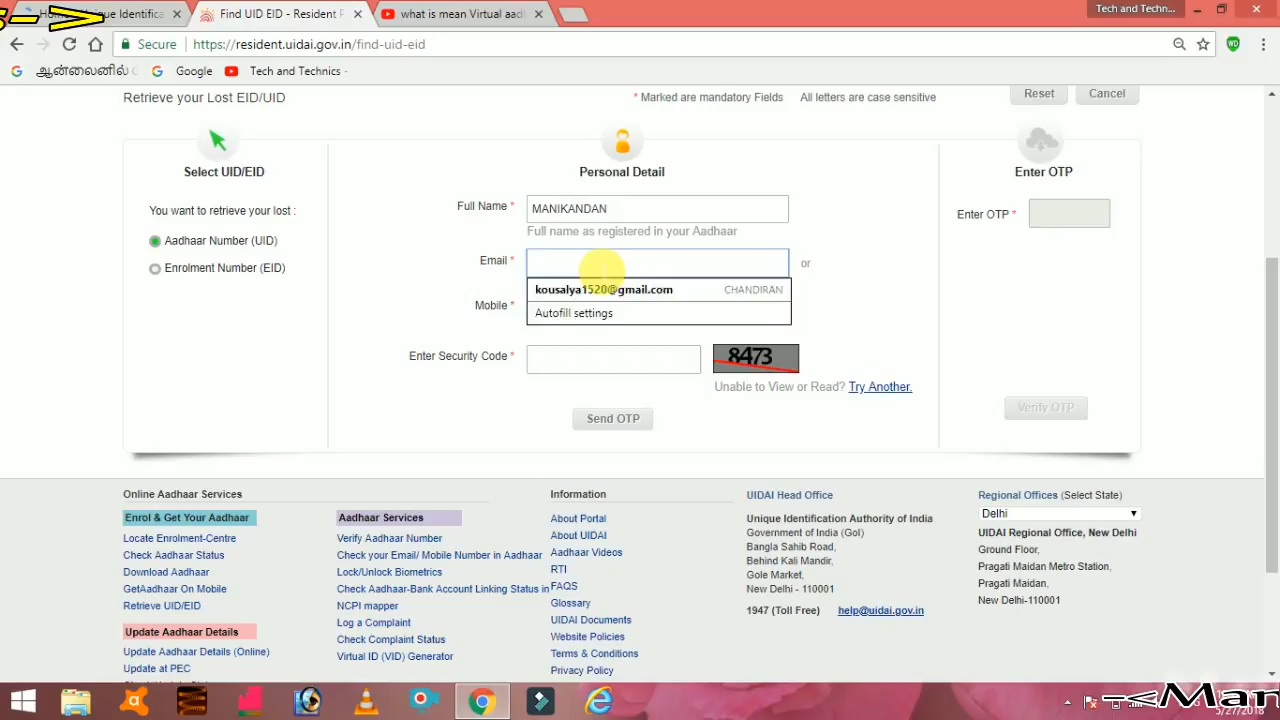 Find UID EID - Resident P
what is mean Virtual aadl
Tech and Techn...
Secure https://resident.uidai.gov.in/find-uid-eid
ஆன்லைனில் Google Tech and Technics -
Retrieve your Lost EID/UID
* Marked are mandatory Fields All letters are case sensitive
Reset Cancel
Select UID/EID
You want to retrieve your lost :
Aadhaar Number (UID)
Enrolment Number (EID)
Personal Detail
Full Name * MANIKANDAN
Full name as registered in your Aadhaar
Email * or
kousalya1520@gmail.com CHANDIRAN
Autofill settings
Mobile *
Enter Security Code * 8473
Unable to View or Read? Try Another.
Send OTP
Enter OTP
Enter OTP *
Verify OTP
Online Aadhaar Services
Enrol & Get Your Aadhaar
Locate Enrolment-Centre
Check Aadhaar Status
Download Aadhaar
GetAadhaar On Mobile
Retrieve UID/EID
Update Aadhaar Details
Update Aadhaar Details (Online)
Update at PEC
Aadhaar Services
Verify Aadhaar Number
Check your Email/ Mobile Number in Aadhaar
Lock/Unlock Biometrics
Check Aadhaar-Bank Account Linking Status in
NCPI mapper
Log a Complaint
Check Complaint Status
Virtual ID (VID) Generator
Information
About Portal
About UIDAI
Aadhaar Videos
RTI
FAQS
Glossary
UIDAI Documents
Website Policies
Terms & Conditions
Privacy Policy
UIDAI Head Office
Unique Identification Authority of India
Government of India (GoI)
Bangla Sahib Road,
Behind Kali Mandir,
Gole Market,
New Delhi - 110001
1947 (Toll Free) help@uidai.gov.in
Regional Offices (Select State)
Delhi
UIDAI Regional Office, New Delhi
Ground Floor,
Pragati Maidan Metro Station,
Pragati Maidan,
New Delhi-110001
-<Mar
5/27/2018